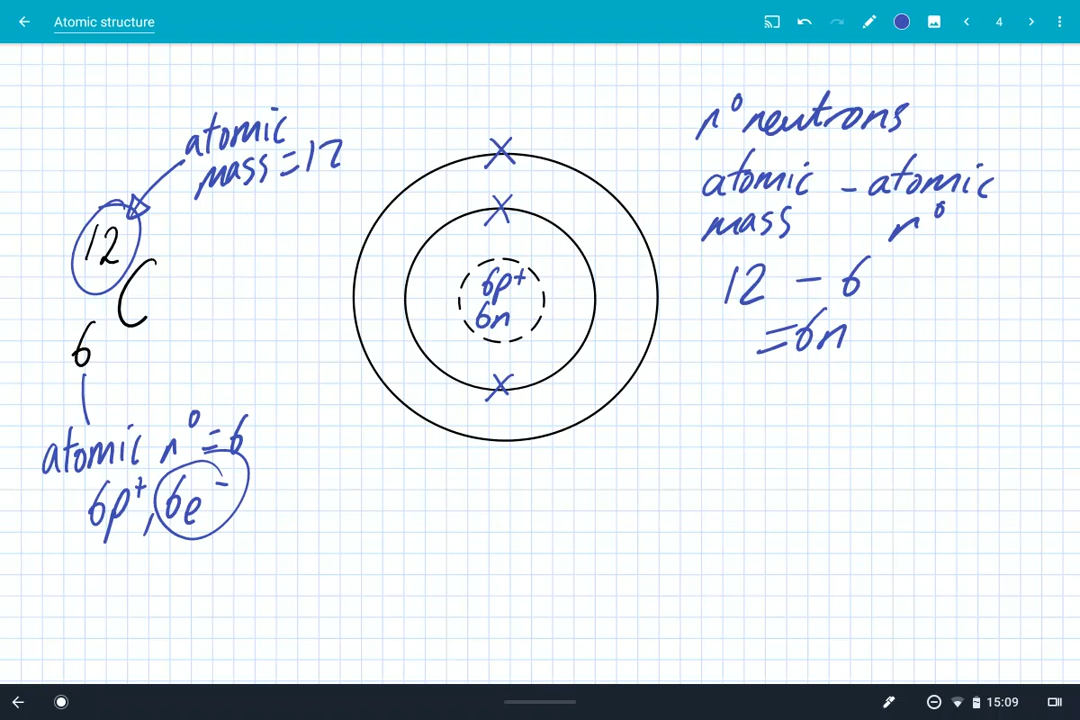 Atomic structure
4
atomic
mass = 12
12
C
6
atomic nº = 6
6p⁺, 6e⁻
6p⁺
6n
nº neutrons
atomic - atomic
mass nº
12 - 6
= 6n
15:09